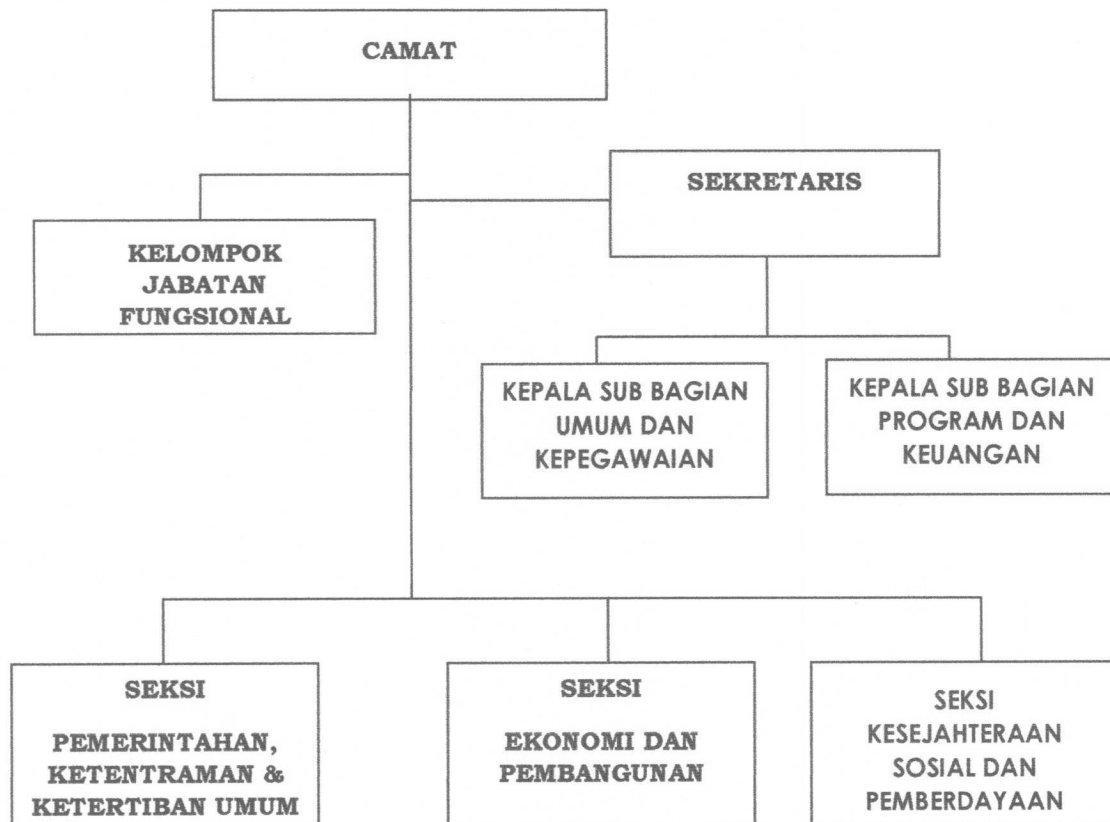 CAMAT
SEKRETARIS
KELOMPOK
JABATAN
FUNGSIONAL
KEPALA SUB BAGIAN
UMUM DAN
KEPEGAWAIAN
KEPALA SUB BAGIAN
PROGRAM DAN
KEUANGAN
SEKSI
PEMERINTAHAN,
KETENTRAMAN &
KETERTIBAN UMUM
SEKSI
EKONOMI DAN
PEMBANGUNAN
SEKSI
KESEJAHTERAAN
SOSIAL DAN
PEMBERDAYAAN